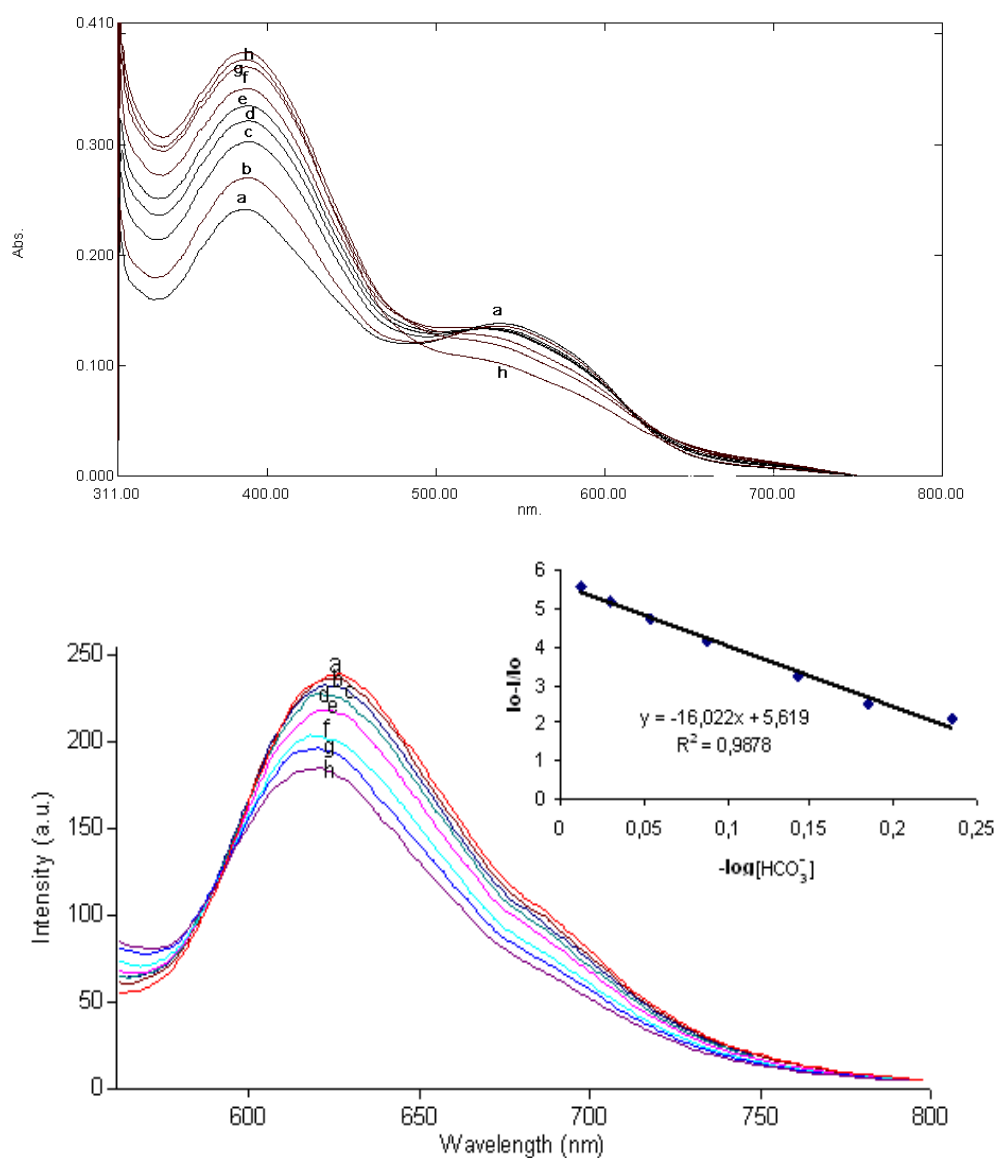 0.410
h
g
f
e
0.300
d
c
b
a
Abs.
0.200
a
0.100
h
0.000
311.00 400.00 500.00 600.00 700.00 800.00
nm.
6
5
4
3
2
1
0
Io-I/Io
y = -16,022x + 5,619
R² = 0,9878
0 0,05 0,1 0,15 0,2 0,25
-log[HCO₃⁻]
250
200
150
100
50
0
Intensity (a.u.)
a
b
c
d
e
f
g
h
600 650 700 750 800
Wavelength (nm)